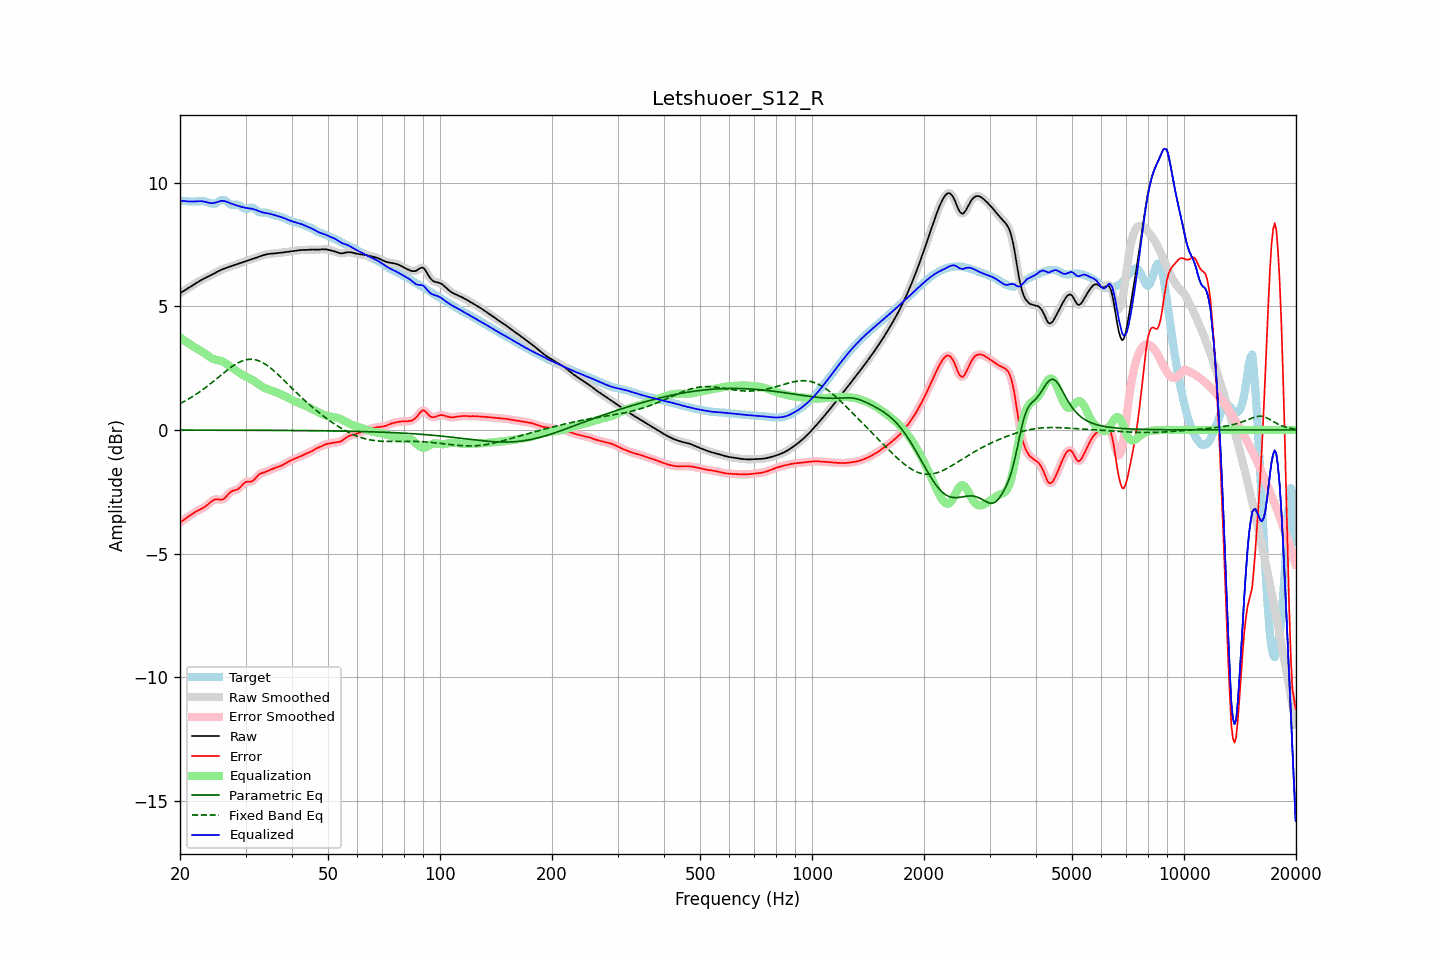 Letshuoer_S12_R
Amplitude (dBr)
10
5
0
−5
−10
−15
Target
Raw Smoothed
Error Smoothed
Raw
Error
Equalization
Parametric Eq
Fixed Band Eq
Equalized
20 50 100 200 500 1000 2000 5000 10000 20000
Frequency (Hz)